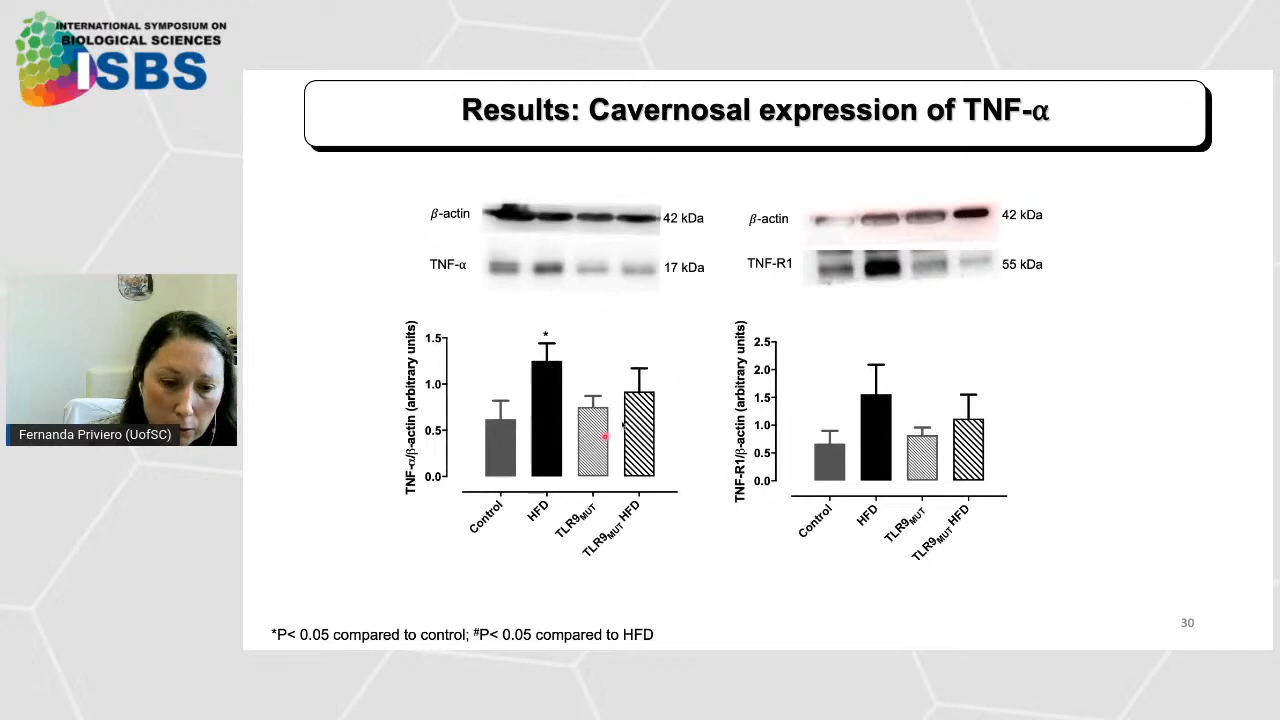 INTERNATIONAL SYMPOSIUM ON
BIOLOGICAL SCIENCES
ISBS
Results: Cavernosal expression of TNF-α
β-actin
42 kDa
TNF-α
17 kDa
β-actin
42 kDa
TNF-R1
55 kDa
TNF-α/β-actin (arbitrary units)
1.5
1.0
0.5
0.0
*
Control
HFD
TLR9MUT
TLR9MUT HFD
TNF-R1/β-actin (arbitrary units)
2.5
2.0
1.5
1.0
0.5
0.0
Control
HFD
TLR9MUT
TLR9MUT HFD
Fernanda Priviero (UofSC)
*P< 0.05 compared to control; #P< 0.05 compared to HFD
30